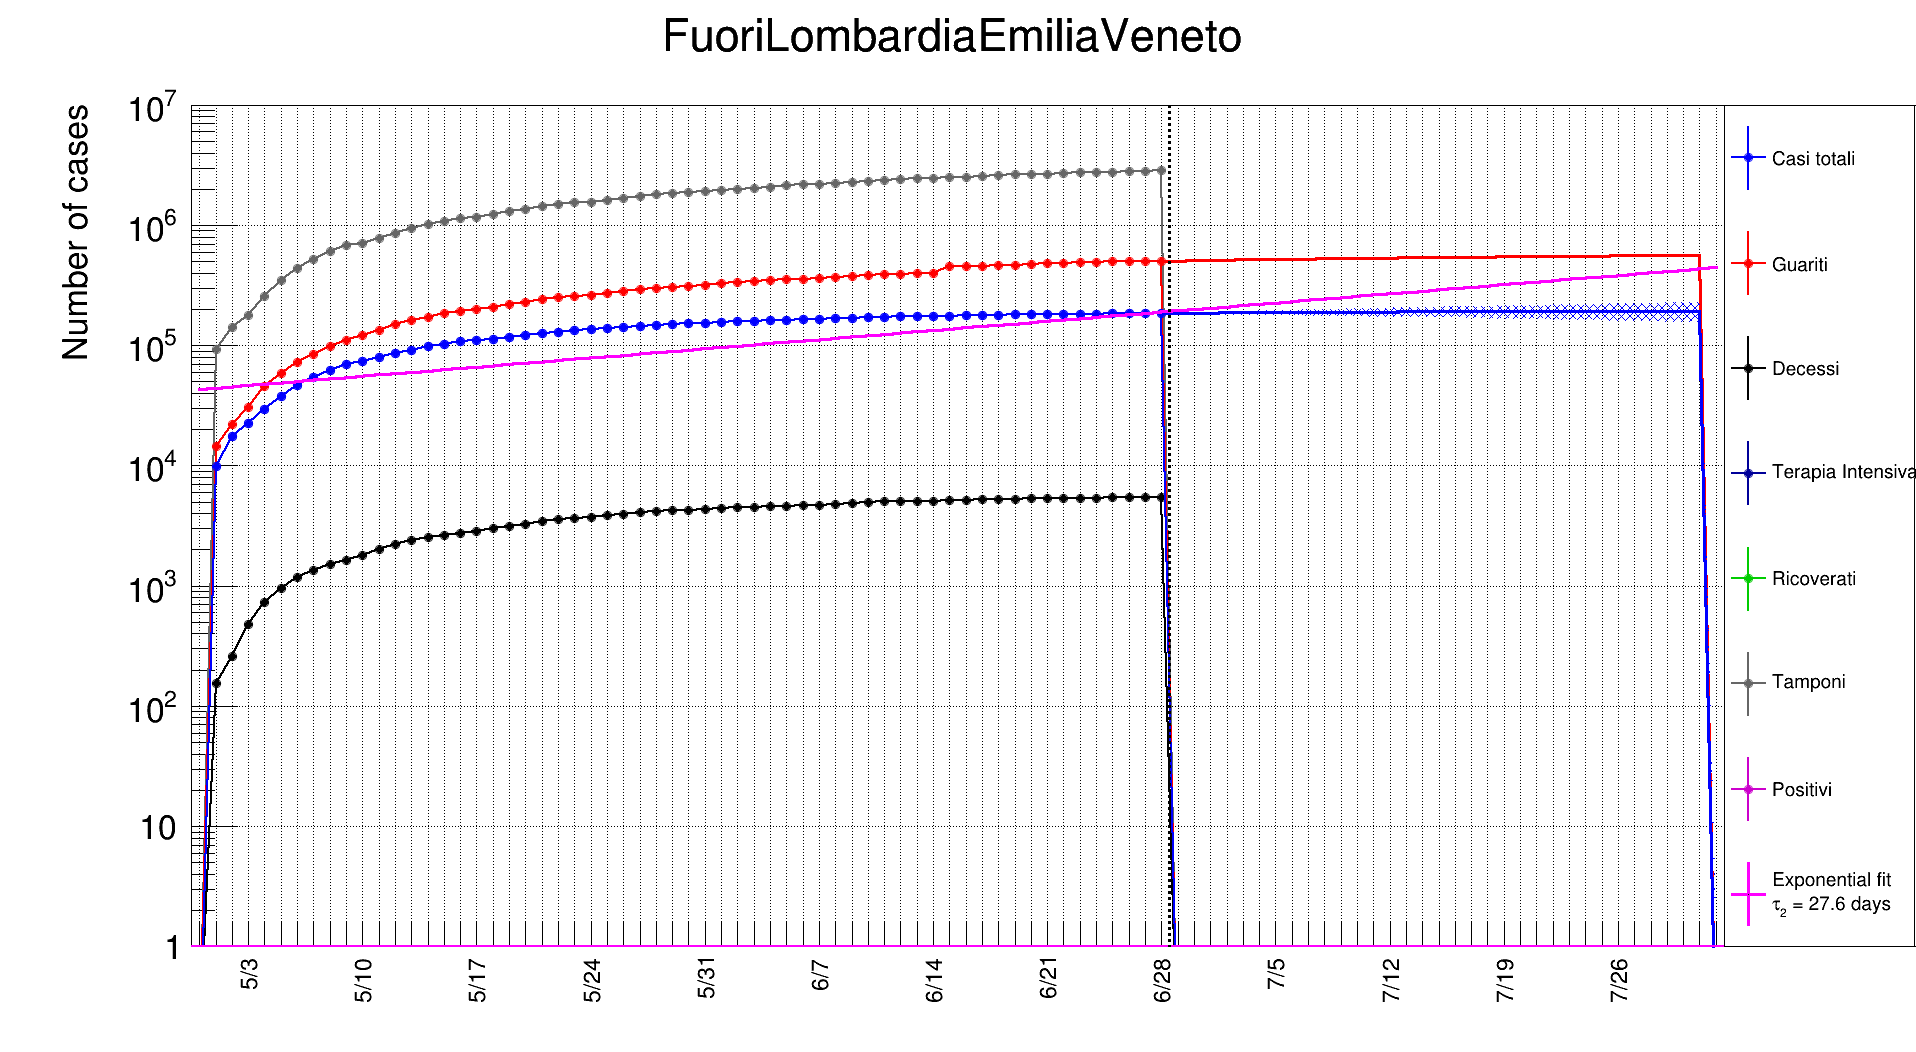 FuoriLombardiaEmiliaVeneto
Number of cases
10^7
10^6
10^5
10^4
10^3
10^2
10
1
5/3
5/10
5/17
5/24
5/31
6/7
6/14
6/21
6/28
7/5
7/12
7/19
7/26
Casi totali
Guariti
Decessi
Terapia Intensiva
Ricoverati
Tamponi
Positivi
Exponential fit
τ_2 = 27.6 days